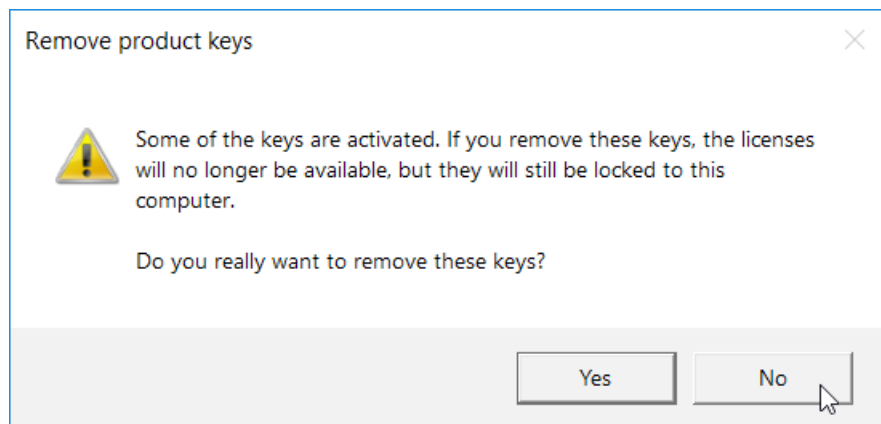 Remove product keys
Some of the keys are activated. If you remove these keys, the licenses
will no longer be available, but they will still be locked to this
computer.
Do you really want to remove these keys?
Yes
No